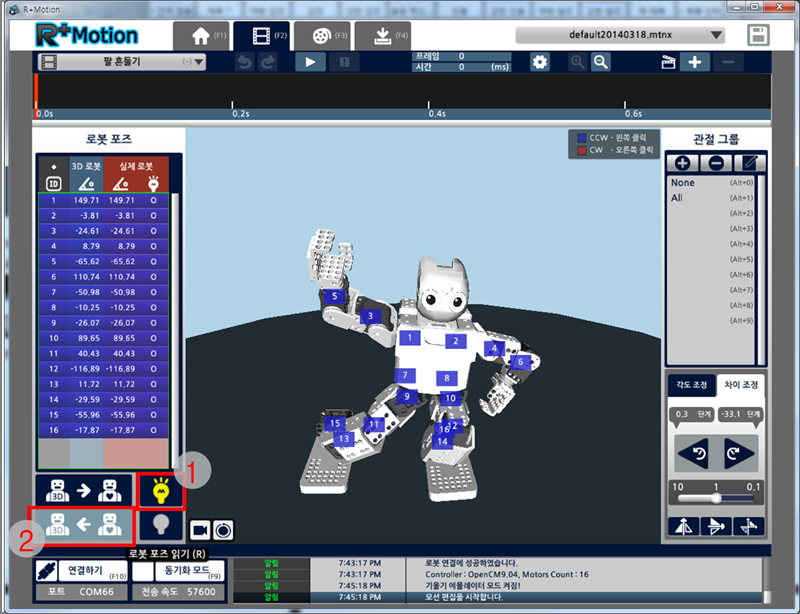 R+Motion
R+Motion (F1) (F2) (F3) (F4) default20140318.mtnx
팔 흔들기 (-) 프레임 0
시간 0 (ms)
0.0s 0.2s 0.4s 0.6s
로봇 포즈
CCW - 왼쪽 클릭
CW - 오른쪽 클릭
관절 그룹
3D 로봇 실제 로봇
ID
1 149.71 149.71 O
2 -3.81 -3.81 O
3 -24.61 -24.61 O
4 8.79 8.79 O
5 -65.62 -65.62 O
6 110.74 110.74 O
7 -50.98 -50.98 O
8 -10.25 -10.25 O
9 -26.07 -26.07 O
10 89.65 89.65 O
11 40.43 40.43 O
12 -116.89 -116.89 O
13 11.72 11.72 O
14 -29.59 -29.59 O
15 -55.96 -55.96 O
16 -17.87 -17.87 O
None (Alt+0)
All (Alt+1)
(Alt+2)
(Alt+3)
(Alt+4)
(Alt+5)
(Alt+6)
(Alt+7)
(Alt+8)
(Alt+9)
5
3
1 2
4
6
7 8
9 10
15 11 16 12
13 14
각도 조정 차이 조정
0.3 단계 -33.1 단계
10 1 0.1
1
3D
2
3D
로봇 포즈 읽기 (R)
연결하기 (F10) 동기화 모드 (F9)
포트 COM66 전송 속도 57600
알림 7:43:17 PM 로봇 연결에 성공하였습니다.
알림 7:43:17 PM Controller : OpenCM9.04, Motors Count : 16
알림 7:43:17 PM 기울기 에뮬레이터 모드 켜짐!
알림 7:45:18 PM 모션 편집을 시작합니다.